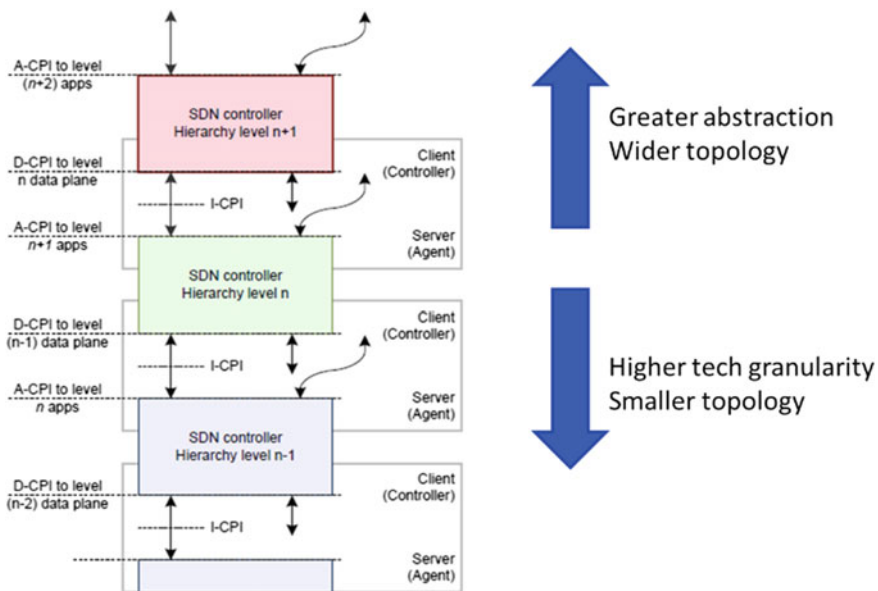 A-CPI to level
(n+2) apps
SDN controller
Hierarchy level n+1
Client
(Controller)
D-CPI to level
n data plane
I-CPI
A-CPI to level
n+1 apps
Server
(Agent)
SDN controller
Hierarchy level n
D-CPI to level
(n-1) data plane
Client
(Controller)
I-CPI
A-CPI to level
n apps
Server
(Agent)
SDN controller
Hierarchy level n-1
D-CPI to level
(n-2) data plane
Client
(Controller)
I-CPI
Server
(Agent)
Greater abstraction
Wider topology
Higher tech granularity
Smaller topology